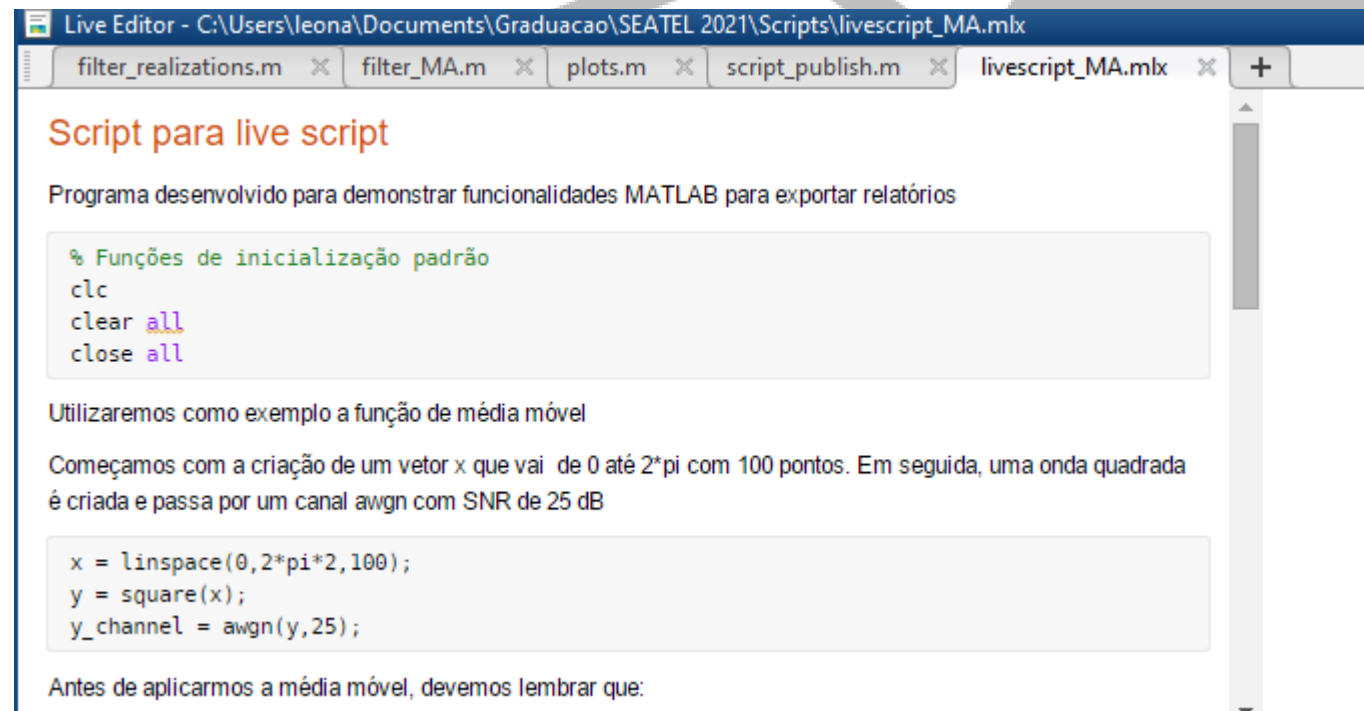 Live Editor - C:\Users\leona\Documents\Graduacao\SEATEL 2021\Scripts\livescript_MA.mlx
filter_realizations.m filter_MA.m plots.m script_publish.m livescript_MA.mlx +
Script para live script
Programa desenvolvido para demonstrar funcionalidades MATLAB para exportar relatórios
% Funções de inicialização padrão
clc
clear all
close all
Utilizaremos como exemplo a função de média móvel
Começamos com a criação de um vetor x que vai  de 0 até 2*pi com 100 pontos. Em seguida, uma onda quadrada
é criada e passa por um canal awgn com SNR de 25 dB
x = linspace(0,2*pi*2,100);
y = square(x);
y_channel = awgn(y,25);
Antes de aplicarmos a média móvel, devemos lembrar que: